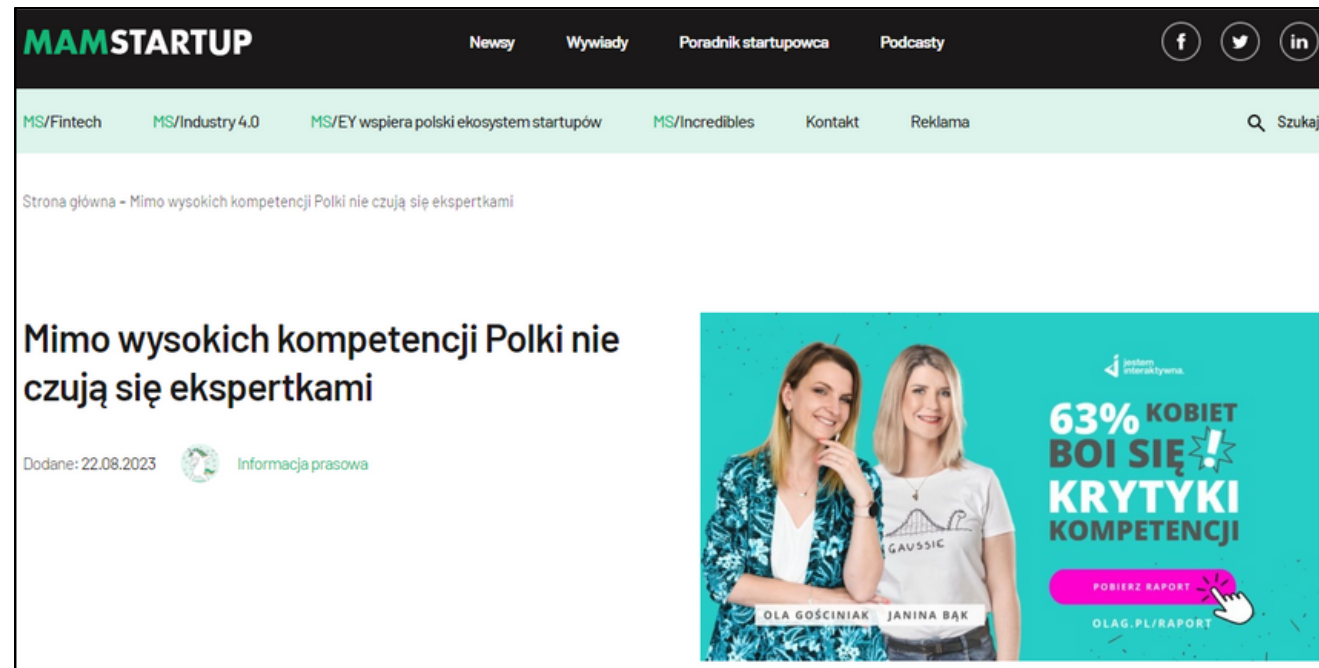 MAMSTARTUP
Newsy Wywiady Poradnik startupowca Podcasty
f in
MS/Fintech MS/Industry 4.0 MS/EY wspiera polski ekosystem startupów MS/Incredibles Kontakt Reklama Szukaj
Strona główna - Mimo wysokich kompetencji Polki nie czują się ekspertkami
Mimo wysokich kompetencji Polki nie
czują się ekspertkami
Dodane: 22.08.2023 Informacja prasowa
jestem
interaktywna.
63% KOBIET
BOI SIĘ
KRYTYKI
KOMPETENCJI
POBIERZ RAPORT
OLAG.PL/RAPORT
GAUSSIE
OLA GOŚCINIAK JANINA BĄK